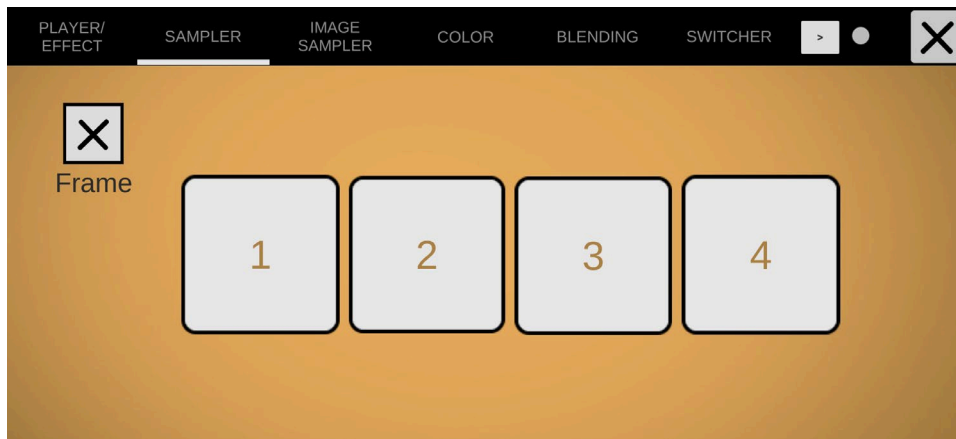 PLAYER/
EFFECT
SAMPLER
IMAGE
SAMPLER
COLOR
BLENDING
SWITCHER
>
Frame
1
2
3
4